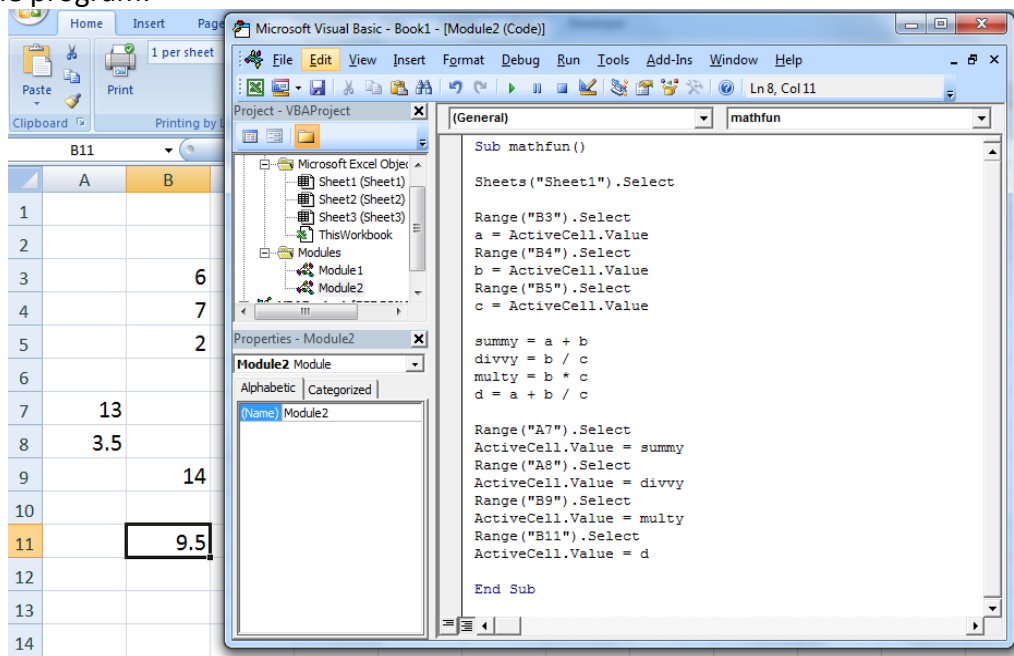 program.
Home Insert Page
1 per sheet
Paste
Print
Clipboard
Printing by
B11
A B
1
2
3 6
4 7
5 2
6
7 13
8 3.5
9 14
10
11 9.5
12
13
14
Microsoft Visual Basic - Book1 - [Module2 (Code)]
File Edit View Insert Format Debug Run Tools Add-Ins Window Help
Ln 8, Col 11
Project - VBAProject
Microsoft Excel Objec
Sheet1 (Sheet1)
Sheet2 (Sheet2)
Sheet3 (Sheet3)
ThisWorkbook
Modules
Module1
Module2
Properties - Module2
Module2 Module
Alphabetic Categorized
(Name) Module2
(General) mathfun
Sub mathfun()
Sheets("Sheet1").Select
Range("B3").Select
a = ActiveCell.Value
Range("B4").Select
b = ActiveCell.Value
Range("B5").Select
c = ActiveCell.Value
summy = a + b
divvy = b / c
multy = b * c
d = a + b / c
Range("A7").Select
ActiveCell.Value = summy
Range("A8").Select
ActiveCell.Value = divvy
Range("B9").Select
ActiveCell.Value = multy
Range("B11").Select
ActiveCell.Value = d
End Sub